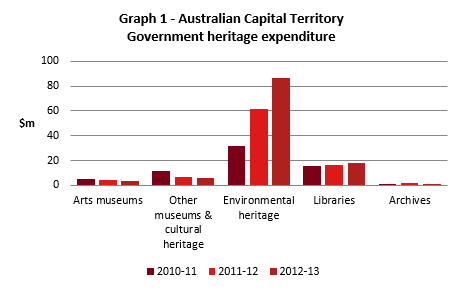 Graph 1 - Australian Capital Territory
Government heritage expenditure
$m
100
80
60
40
20
0
Arts museums
Other
museums &
cultural
heritage
Environmental
heritage
Libraries
Archives
2010-11
2011-12
2012-13